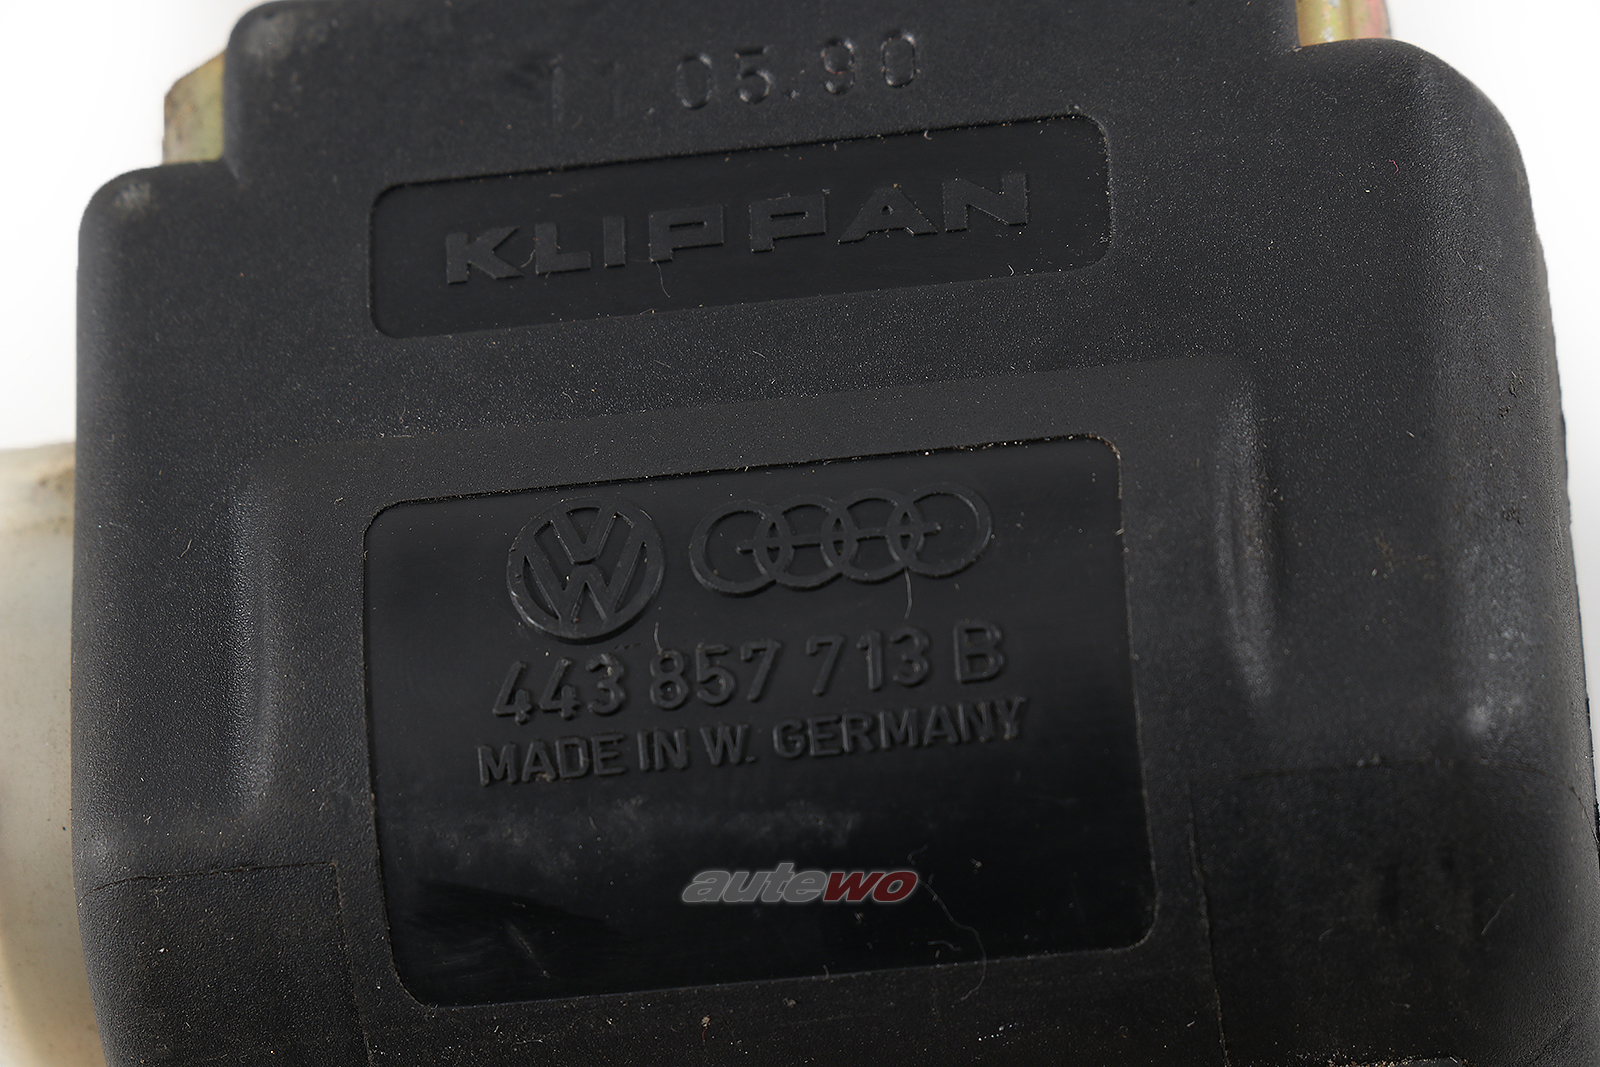 11.05.90
KLIPPAN
443 857 713 B
MADE IN W. GERMANY
autewo